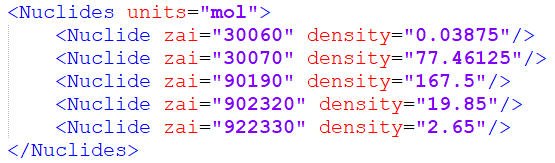 <Nuclides units="mol">
<Nuclide zai="30060" density="0.03875"/>
<Nuclide zai="30070" density="77.46125"/>
<Nuclide zai="90190" density="167.5"/>
<Nuclide zai="902320" density="19.85"/>
<Nuclide zai="922330" density="2.65"/>
</Nuclides>